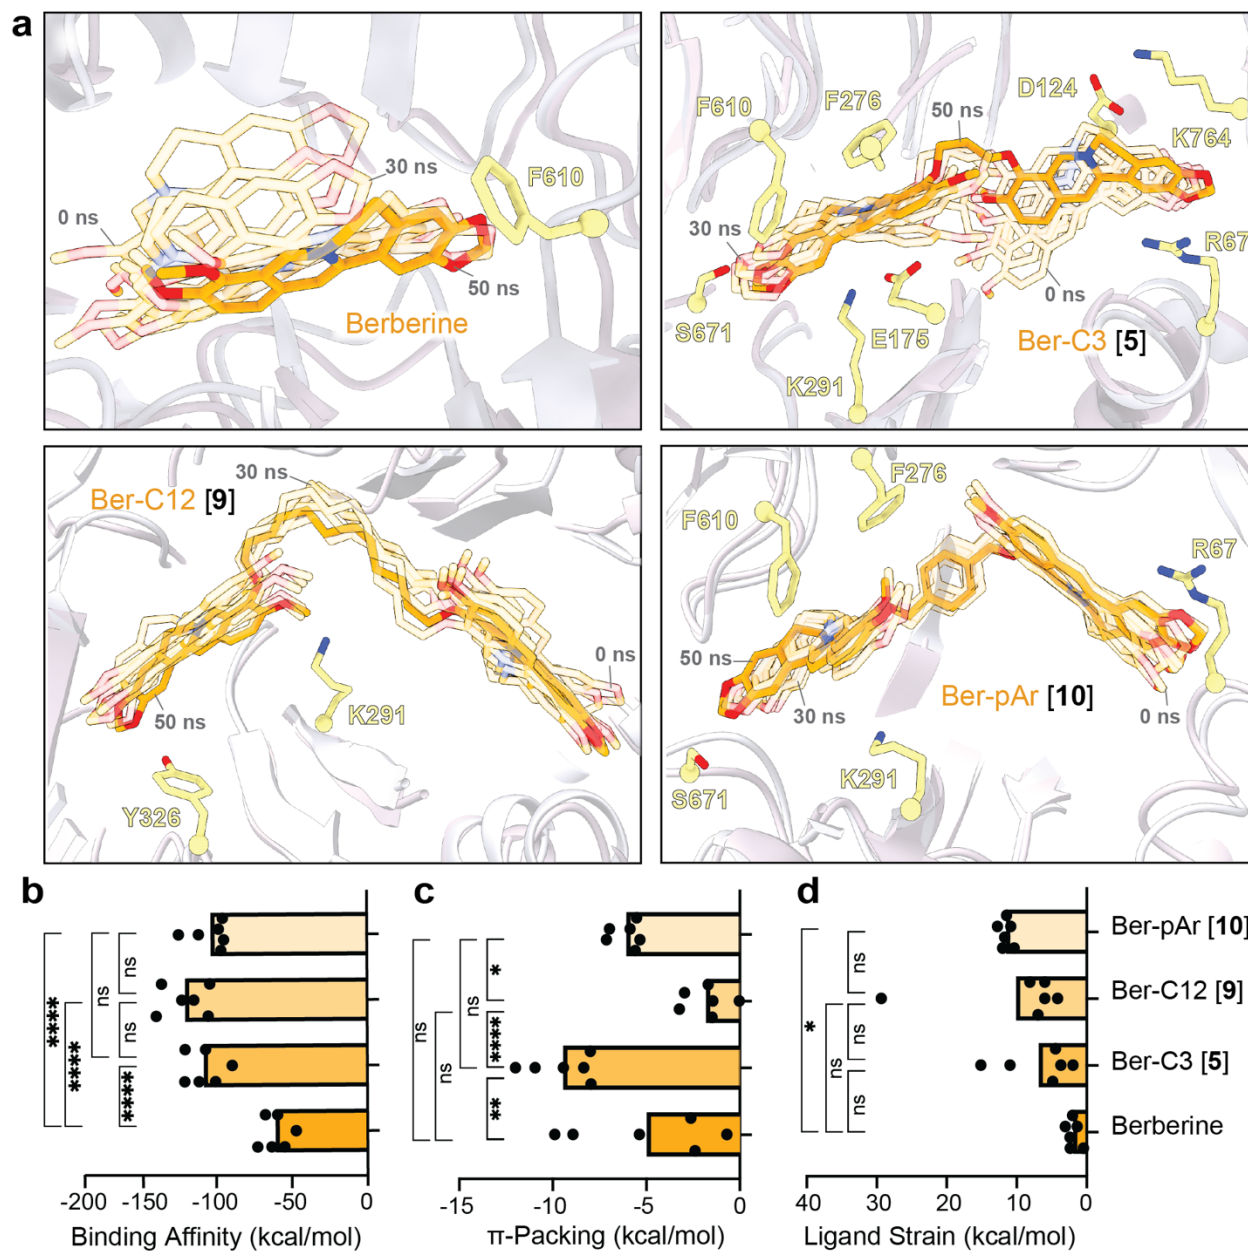 a
0 ns
30 ns
F610
50 ns
Berberine
F610
F276
50 ns
D124
K764
30 ns
R67
S671
E175
0 ns
K291
Ber-C3 [5]
30 ns
Ber-C12 [9]
0 ns
50 ns
K291
Y326
F276
F610
R67
50 ns
30 ns
Ber-pAr [10]
0 ns
S671
K291
b
****
****
ns
ns
ns
****
-200 -150 -100 -50 0
Binding Affinity (kcal/mol)
c
ns
ns
ns
*
****
**
-15 -10 -5 0
π-Packing (kcal/mol)
d
*
ns
ns
ns
ns
40 30 20 10 0
Ligand Strain (kcal/mol)
Ber-pAr [10]
Ber-C12 [9]
Ber-C3 [5]
Berberine